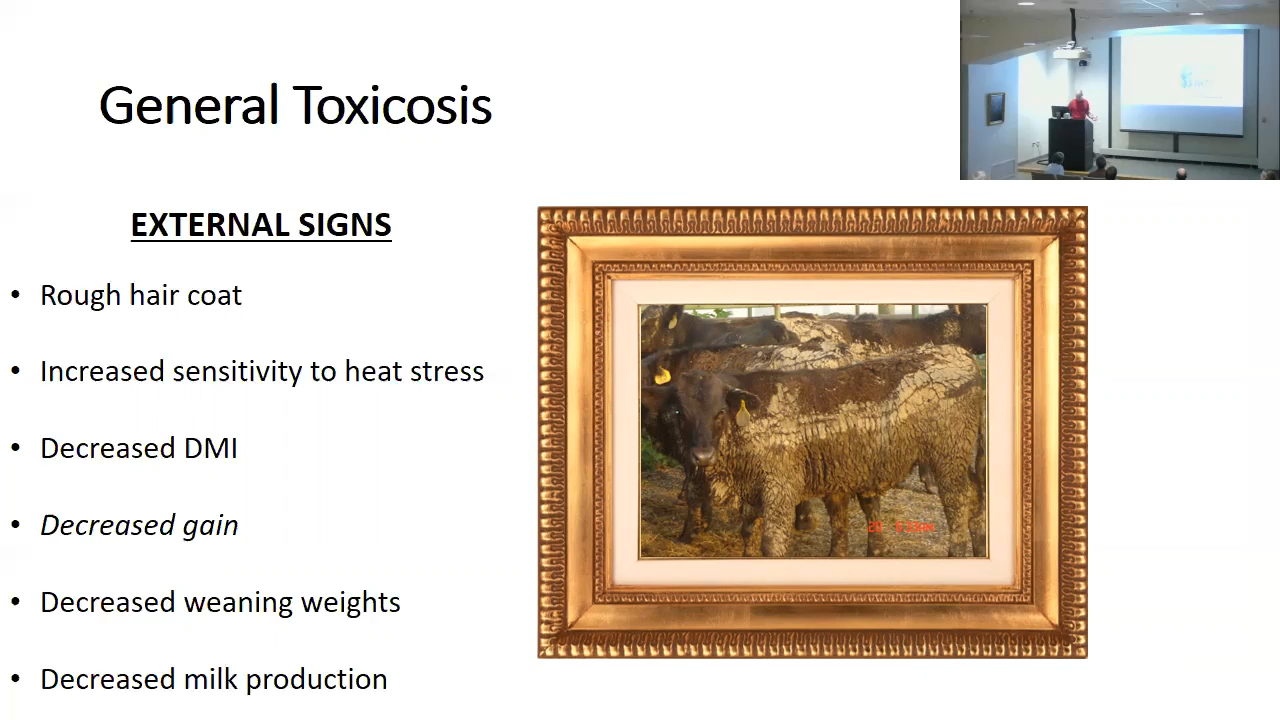 General Toxicosis
EXTERNAL SIGNS
• Rough hair coat
• Increased sensitivity to heat stress
• Decreased DMI
• Decreased gain
• Decreased weaning weights
• Decreased milk production